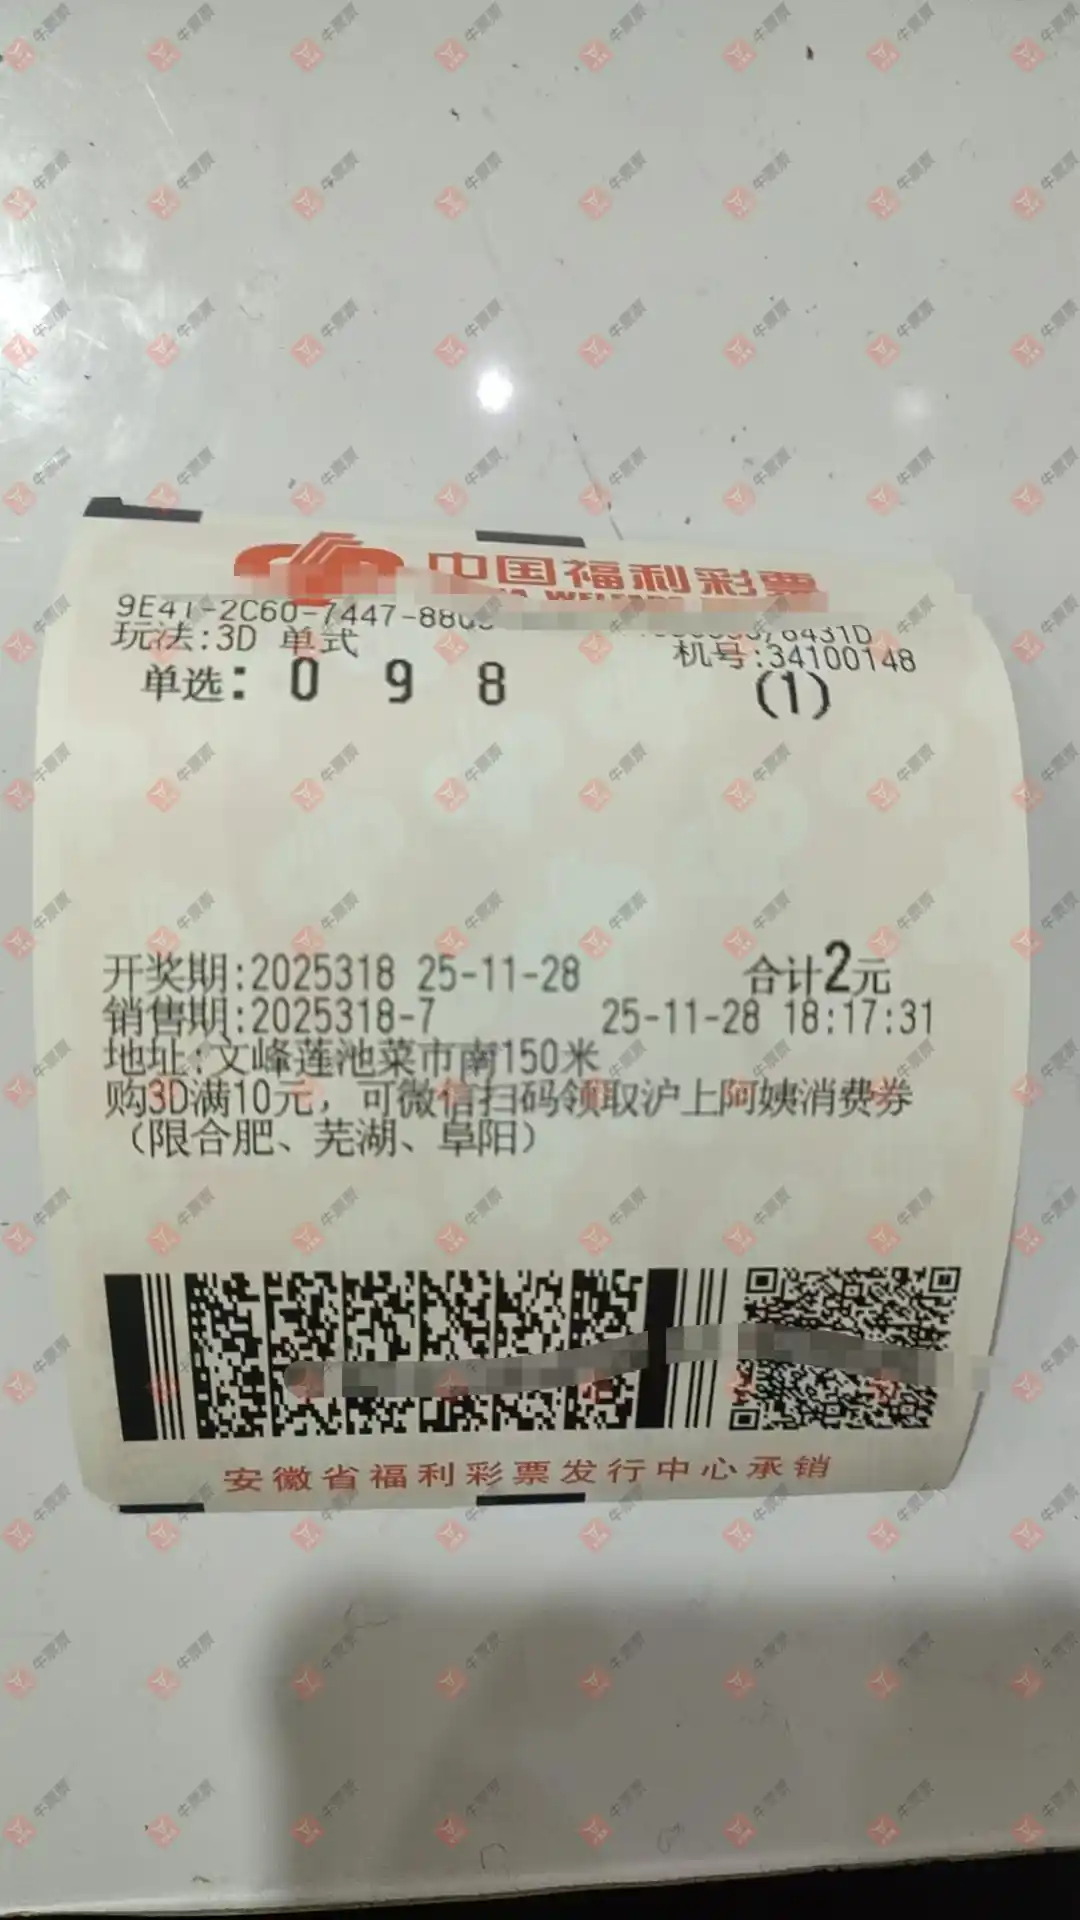 中国福利彩票
9E41-2C60-7447-88
玩法:3D 单式
机号:34100148
单选: 0 9 8 (1)
开奖期:2025318 25-11-28 合计2元
销售期:2025318-7 25-11-28 18:17:31
地址:文峰莲池菜市南150米
购3D满10元，可微信扫码领取沪上阿姨消费券
（限合肥、芜湖、阜阳）
安徽省福利彩票发行中心承销
牛票票